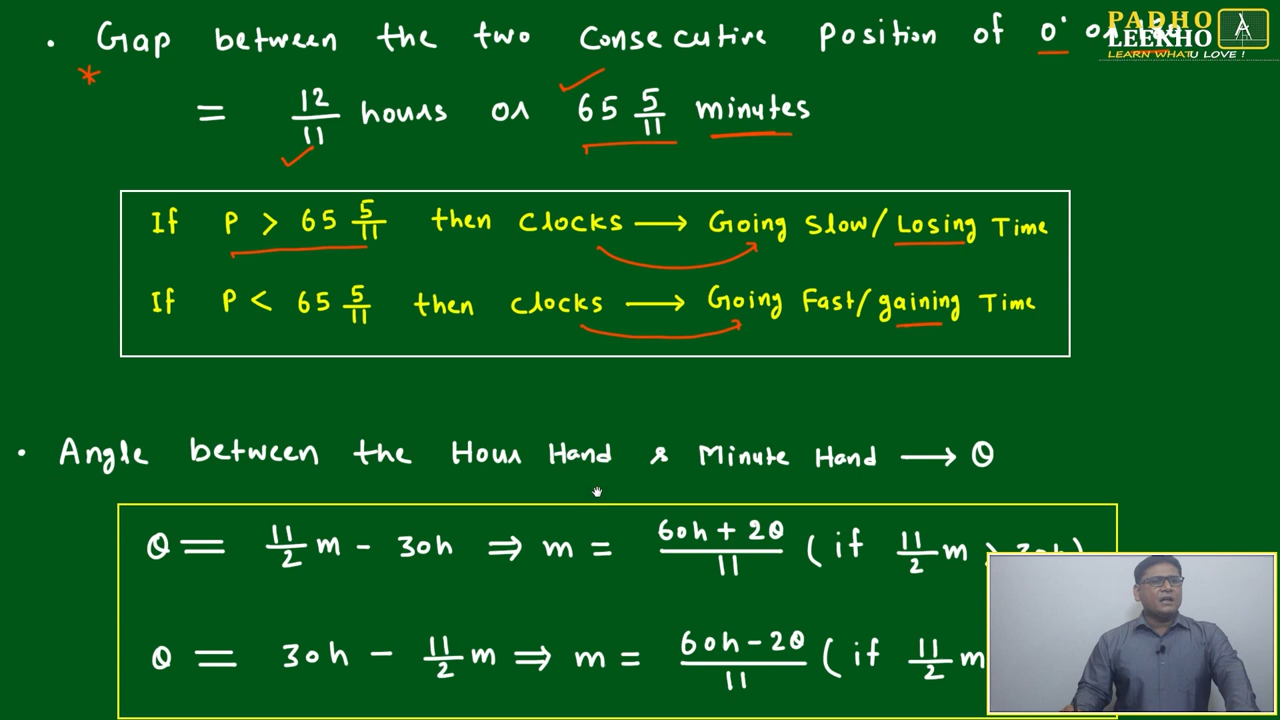 • Gap between the two Consecutive Position of 0° or
PADHO
LEEKHO
LEARN WHAT U LOVE !
* = 12/11 hours or 65 5/11 minutes
If P > 65 5/11 then Clocks → Going Slow/Losing Time
If P < 65 5/11 then Clocks → Going Fast/gaining Time
• Angle between the Hour Hand & Minute Hand → θ
θ = 11/2 m - 30h ⇒ m = 60h + 2θ/11 (if 11/2 m > 30h)
θ = 30h - 11/2 m ⇒ m = 60h - 2θ/11 (if 11/2 m